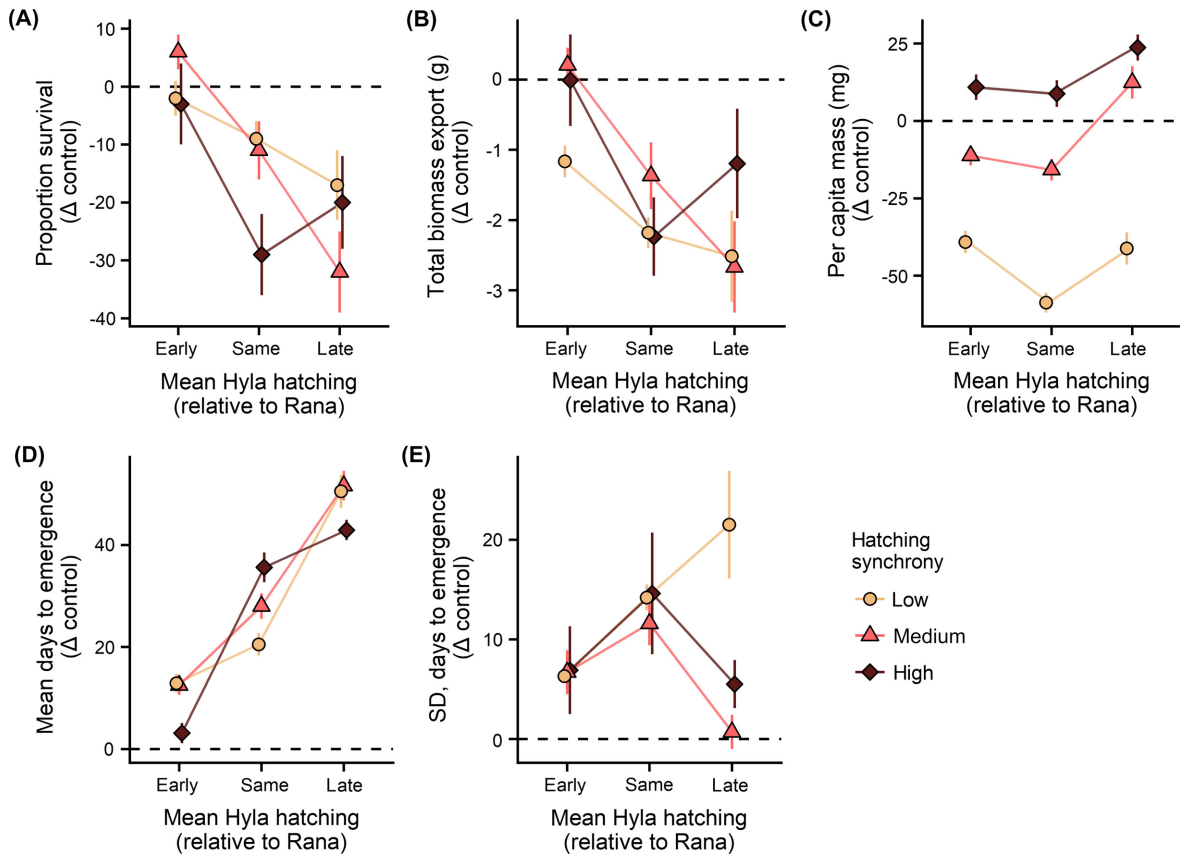 (A)
Proportion survival
(Δ control)
10
0
-10
-20
-30
-40
Early Same Late
Mean Hyla hatching
(relative to Rana)
(B)
Total biomass export (g)
(Δ control)
0
-1
-2
-3
Early Same Late
Mean Hyla hatching
(relative to Rana)
(C)
Per capita mass (mg)
(Δ control)
25
0
-25
-50
Early Same Late
Mean Hyla hatching
(relative to Rana)
(D)
Mean days to emergence
(Δ control)
40
20
0
Early Same Late
Mean Hyla hatching
(relative to Rana)
(E)
SD, days to emergence
(Δ control)
20
10
0
Early Same Late
Mean Hyla hatching
(relative to Rana)
Hatching
synchrony
Low
Medium
High